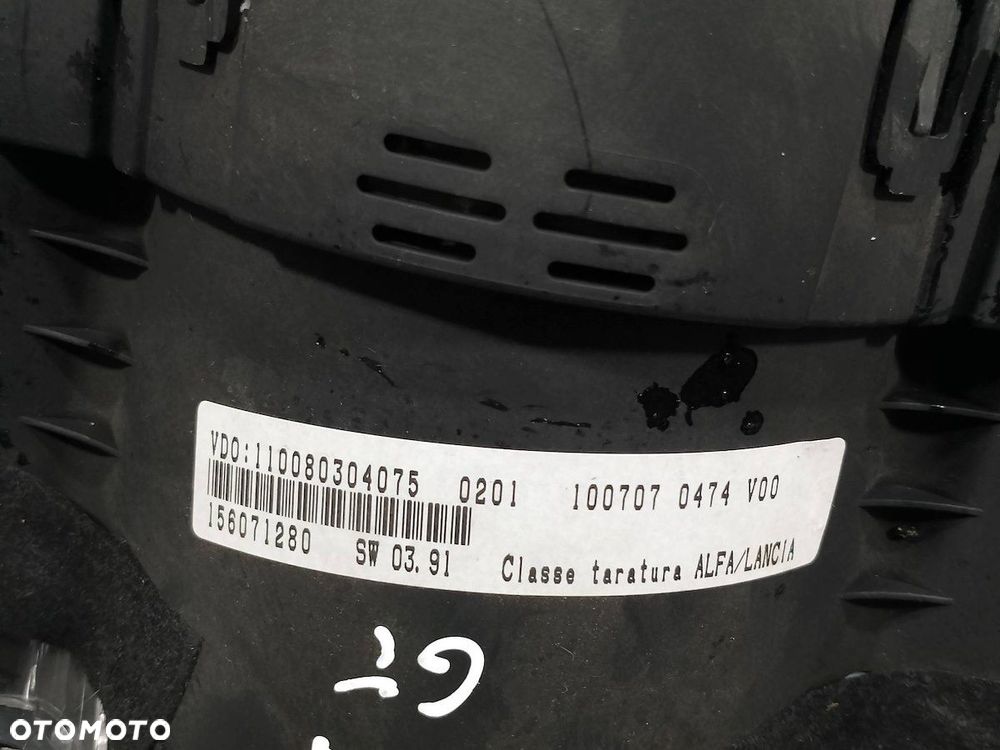 VDO:110080304075 0201 100707 0474 V00
156071280 SW 03.91 Classe taratura ALFA/LANCIA
OTOMOTO